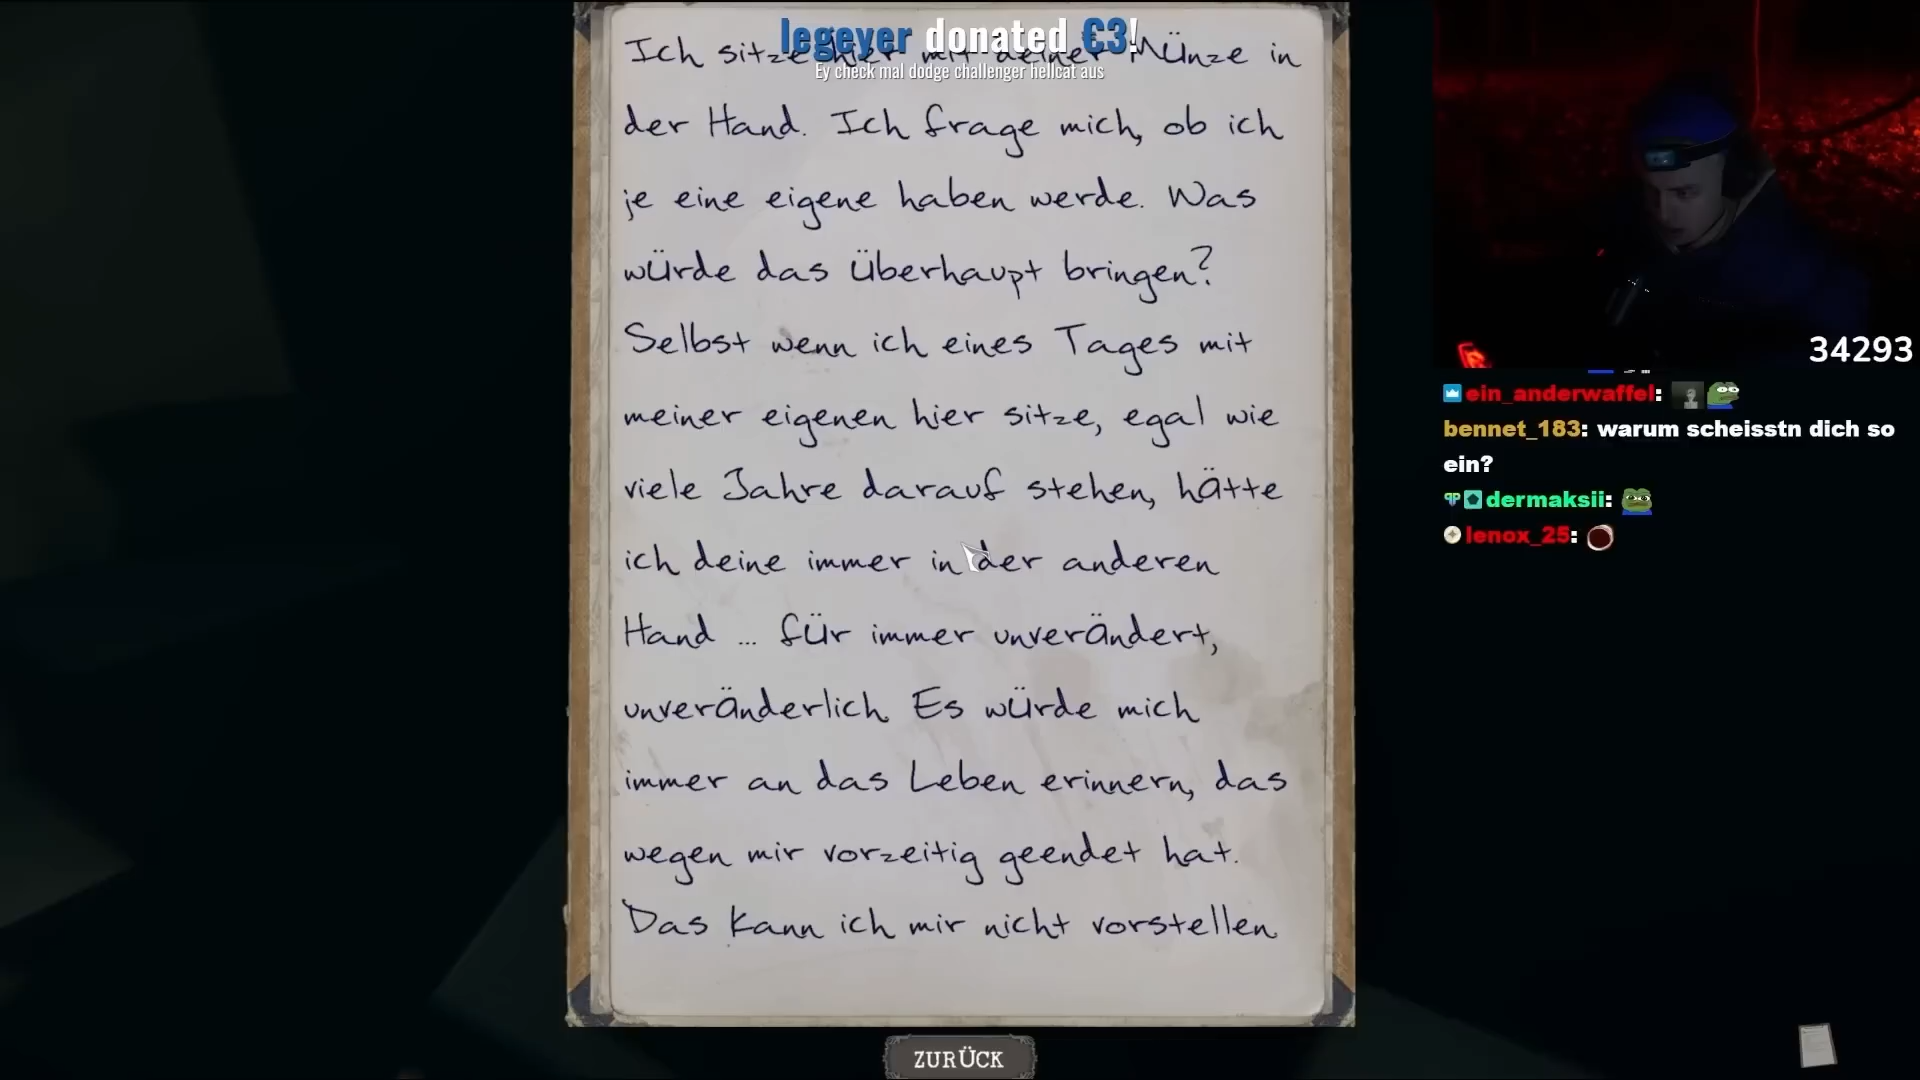 legeyer donated €3!
Ey check mal dodge challenger hellcat aus
Ich sitze hier mit deiner Münze in
der Hand. Ich frage mich, ob ich
je eine eigene haben werde. Was
würde das überhaupt bringen?
Selbst wenn ich eines Tages mit
meiner eigenen hier sitze, egal wie
viele Jahre darauf stehen, hätte
ich deine immer in der anderen
Hand ... für immer unverändert,
unveränderlich. Es würde mich
immer an das Leben erinnern, das
wegen mir vorzeitig geendet hat.
Das kann ich mir nicht vorstellen
ZURÜCK
34293
ein_anderwaffel:
bennet_183: warum scheisstn dich so
ein?
dermaksii:
lenox_25: